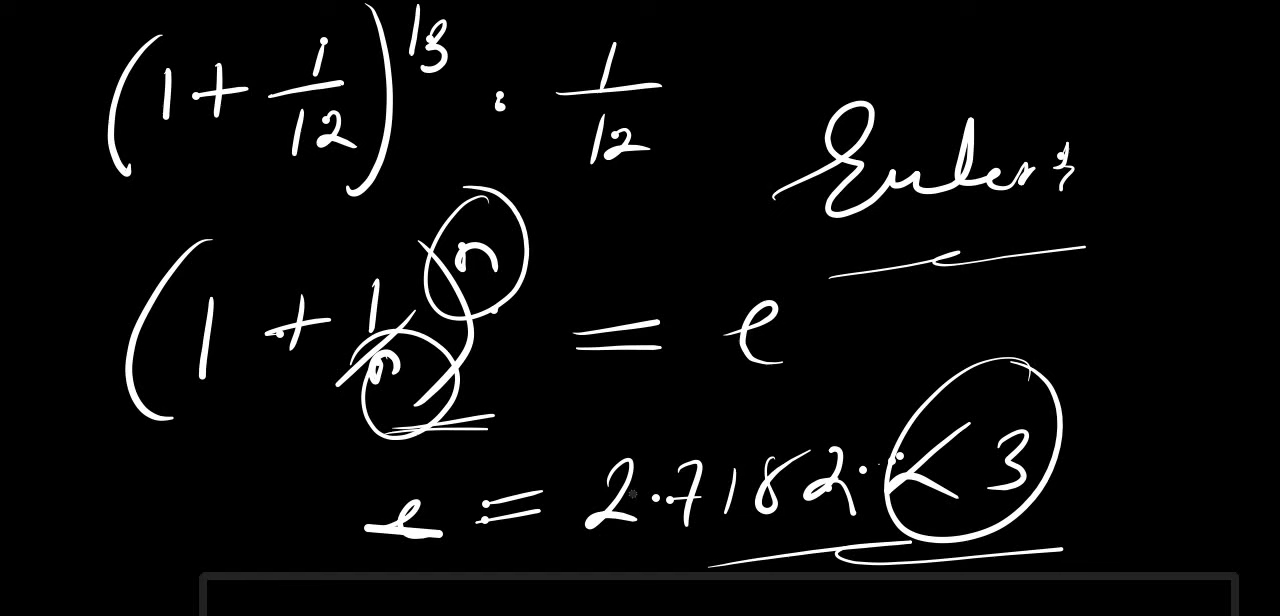 (1 + 1/12)^13 · 1/12
Euler's
(1 + 1/n)^n = e
e = 2.7182.. < 3